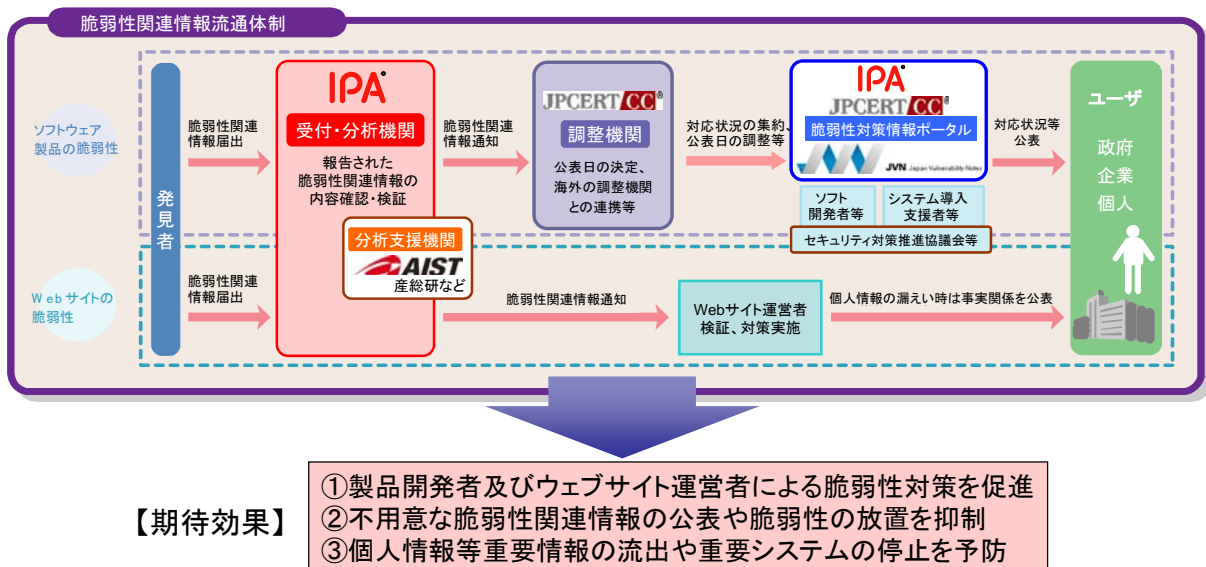 脆弱性関連情報流通体制
ソフトウェア
製品の脆弱性
Webサイトの
脆弱性
発見者
脆弱性関連
情報届出
脆弱性関連
情報届出
IPA
受付・分析機関
報告された
脆弱性関連情報の
内容確認・検証
分析支援機関
AIST
産総研など
脆弱性関連
情報通知
JPCERT CC®
調整機関
公表日の決定、
海外の調整機関
との連携等
対応状況の集約、
公表日の調整等
IPA
JPCERT CC®
脆弱性対策情報ポータル
JVN Japan Vulnerability Notes
ソフト
開発者等
システム導入
支援者等
セキュリティ対策推進協議会等
対応状況等
公表
脆弱性関連情報通知
Webサイト運営者
検証、対策実施
個人情報の漏えい時は事実関係を公表
ユーザ
政府
企業
個人
【期待効果】
①製品開発者及びウェブサイト運営者による脆弱性対策を促進
②不用意な脆弱性関連情報の公表や脆弱性の放置を抑制
③個人情報等重要情報の流出や重要システムの停止を予防